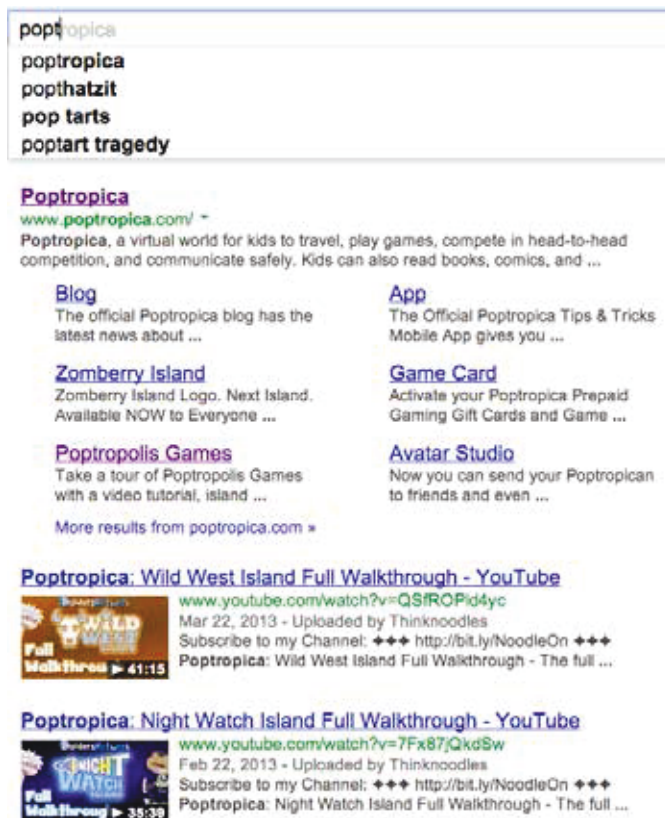 poptropica
poptropica
popthatzit
pop tarts
poptart tragedy
Poptropica
www.poptropica.com/
Poptropica, a virtual world for kids to travel, play games, compete in head-to-head
competition, and communicate safely. Kids can also read books, comics, and ...
Blog
The official Poptropica blog has the
latest news about ...
App
The Official Poptropica Tips & Tricks
Mobile App gives you ...
Zomberry Island
Zomberry Island Logo. Next Island.
Available NOW to Everyone ...
Game Card
Activate your Poptropica Prepaid
Gaming Gift Cards and Game ...
Poptropolis Games
Take a tour of Poptropolis Games
with a video tutorial, island ...
Avatar Studio
Now you can send your Poptropican
to friends and even ...
More results from poptropica.com »
Poptropica: Wild West Island Full Walkthrough - YouTube
WILD
WEST
Full
Walkthrou
41:15
www.youtube.com/watch?v=QSfROPid4yc
Mar 22, 2013 - Uploaded by Thinknoodles
Subscribe to my Channel: ✦✦✦ http://bit.ly/NoodleOn ✦✦✦
Poptropica: Wild West Island Full Walkthrough - The full ...
Poptropica: Night Watch Island Full Walkthrough - YouTube
NIGHT
WATCH
Full
Walkthroug
35:39
www.youtube.com/watch?v=7Fx87jQkdSw
Feb 22, 2013 - Uploaded by Thinknoodles
Subscribe to my Channel: ✦✦✦ http://bit.ly/NoodleOn ✦✦✦
Poptropica: Night Watch Island Full Walkthrough - The full ...